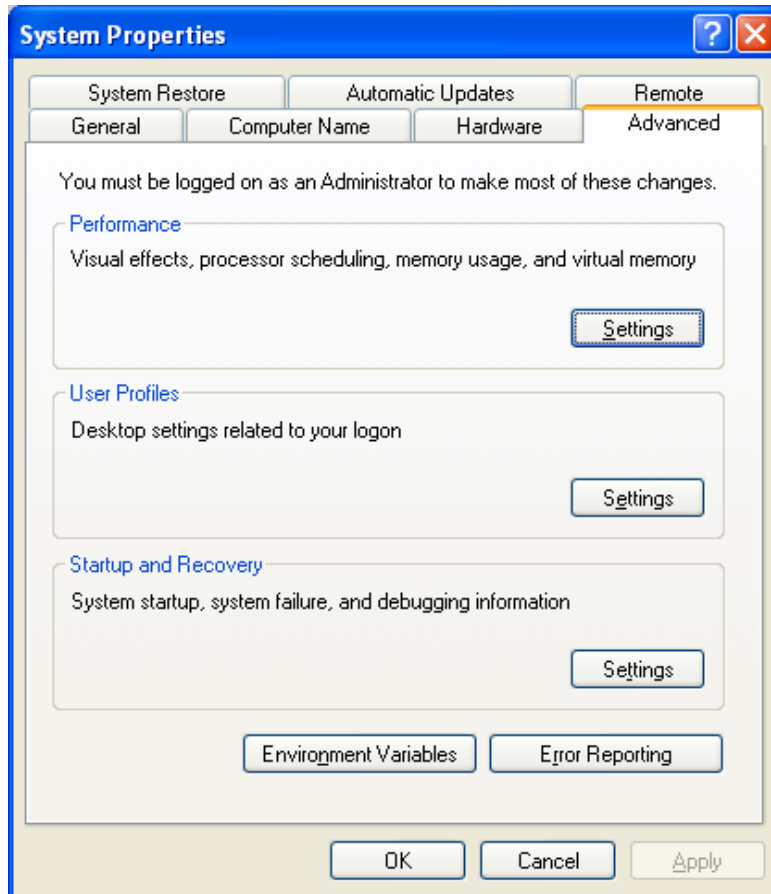 System Properties
System Restore Automatic Updates Remote
General Computer Name Hardware Advanced
You must be logged on as an Administrator to make most of these changes.
Performance
Visual effects, processor scheduling, memory usage, and virtual memory
Settings
User Profiles
Desktop settings related to your logon
Settings
Startup and Recovery
System startup, system failure, and debugging information
Settings
Environment Variables Error Reporting
OK Cancel Apply